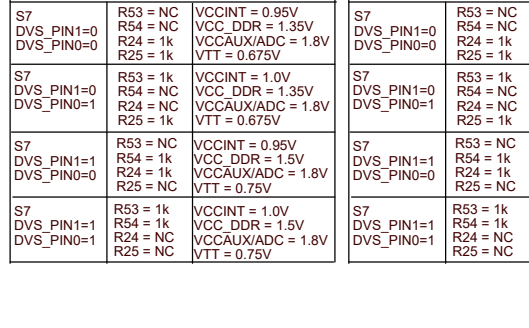 S7
DVS_PIN1=0
DVS_PIN0=0
R53 = NC
R54 = NC
R24 = 1k
R25 = 1k
VCCINT = 0.95V
VCC_DDR = 1.35V
VCCAUX/ADC = 1.8V
VTT = 0.675V
S7
DVS_PIN1=0
DVS_PIN0=1
R53 = 1k
R54 = NC
R24 = NC
R25 = 1k
VCCINT = 1.0V
VCC_DDR = 1.35V
VCCAUX/ADC = 1.8V
VTT = 0.675V
S7
DVS_PIN1=1
DVS_PIN0=0
R53 = NC
R54 = 1k
R24 = 1k
R25 = NC
VCCINT = 0.95V
VCC_DDR = 1.5V
VCCAUX/ADC = 1.8V
VTT = 0.75V
S7
DVS_PIN1=1
DVS_PIN0=1
R53 = 1k
R54 = 1k
R24 = NC
R25 = NC
VCCINT = 1.0V
VCC_DDR = 1.5V
VCCAUX/ADC = 1.8V
VTT = 0.75V
S7
DVS_PIN1=0
DVS_PIN0=0
R53 = NC
R54 = NC
R24 = 1k
R25 = 1k
S7
DVS_PIN1=0
DVS_PIN0=1
R53 = 1k
R54 = NC
R24 = NC
R25 = 1k
S7
DVS_PIN1=1
DVS_PIN0=0
R53 = NC
R54 = 1k
R24 = 1k
R25 = NC
S7
DVS_PIN1=1
DVS_PIN0=1
R53 = 1k
R54 = 1k
R24 = NC
R25 = NC